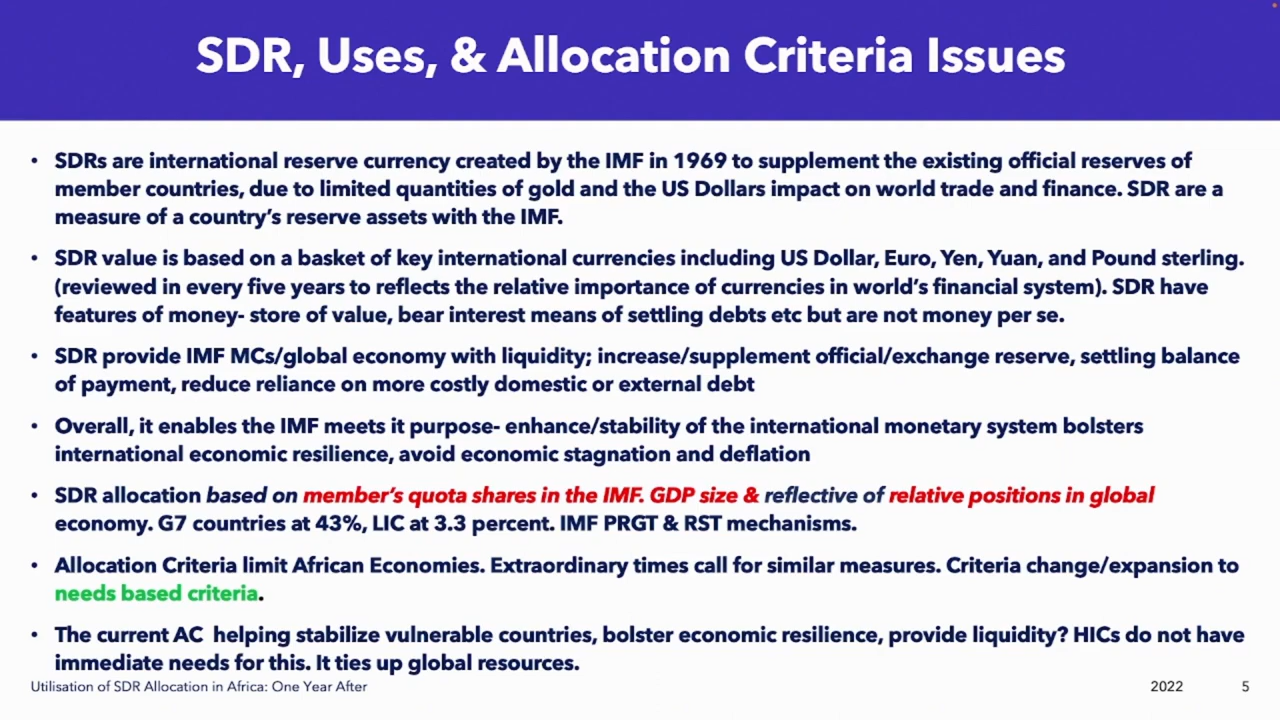 SDR, Uses, & Allocation Criteria Issues
• SDRs are international reserve currency created by the IMF in 1969 to supplement the existing official reserves of
member countries, due to limited quantities of gold and the US Dollars impact on world trade and finance. SDR are a
measure of a country's reserve assets with the IMF.
• SDR value is based on a basket of key international currencies including US Dollar, Euro, Yen, Yuan, and Pound sterling.
(reviewed in every five years to reflects the relative importance of currencies in world's financial system). SDR have
features of money- store of value, bear interest means of settling debts etc but are not money per se.
• SDR provide IMF MCs/global economy with liquidity; increase/supplement official/exchange reserve, settling balance
of payment, reduce reliance on more costly domestic or external debt
• Overall, it enables the IMF meets it purpose- enhance/stability of the international monetary system bolsters
international economic resilience, avoid economic stagnation and deflation
• SDR allocation based on member's quota shares in the IMF. GDP size & reflective of relative positions in global
economy. G7 countries at 43%, LIC at 3.3 percent. IMF PRGT & RST mechanisms.
• Allocation Criteria limit African Economies. Extraordinary times call for similar measures. Criteria change/expansion to
needs based criteria.
• The current AC helping stabilize vulnerable countries, bolster economic resilience, provide liquidity? HICs do not have
immediate needs for this. It ties up global resources.
Utilisation of SDR Allocation in Africa: One Year After 2022 5